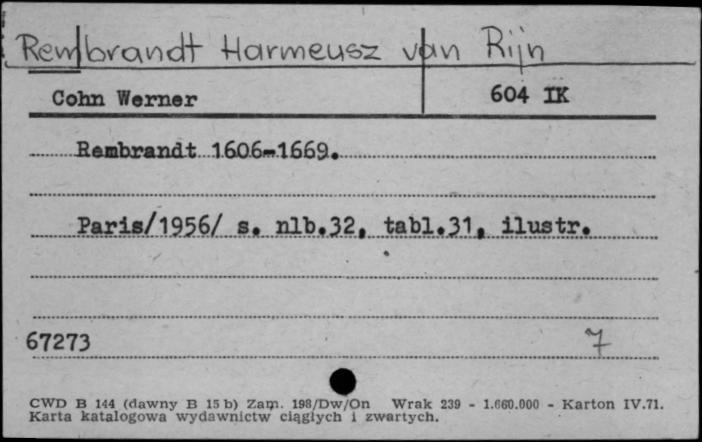 Rembrandt Harmeusz van Rijn
Cohn Werner 604 IK
Rembrandt 1606-1669.
Paris/1956/ s. nlb.32, tabl.31, ilustr.
67273 7
CWD B 144 (dawny B 15 b) Zam. 198/Dw/On Wrak 239 - 1.660.000 - Karton IV.71.
Karta katalogowa wydawnictw ciągłych i zwartych.